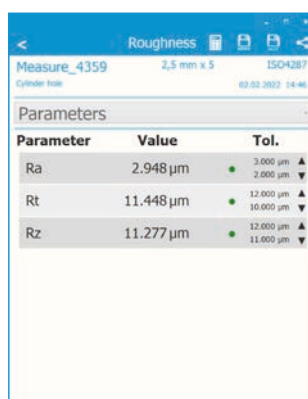 Roughness
Measure_4359 2,5 mm x 5 ISO4287
Cylinder hole 02.02.2022 14:46
Parameters
Parameter Value Tol.
Ra 2.948 µm 3.000 µm
2.000 µm
Rt 11.448 µm 12.000 µm
10.000 µm
Rz 11.277 µm 12.000 µm
11.000 µm